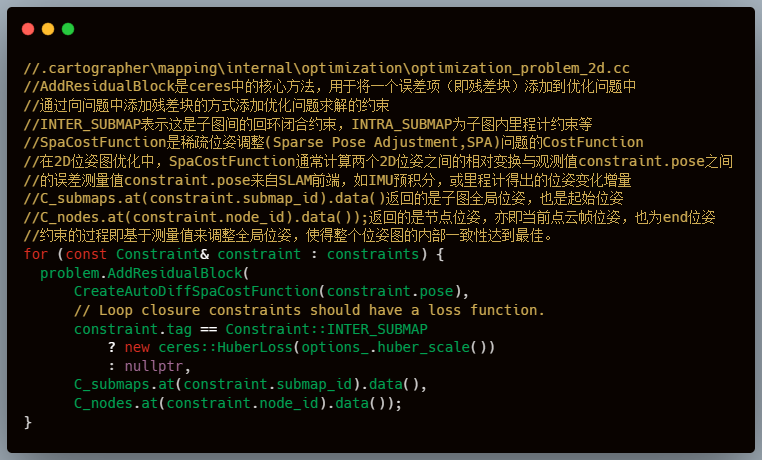 //.cartographer\mapping\internal\optimization\optimization_problem_2d.cc
//AddResidualBlock是ceres中的核心方法，用于将一个误差项（即残差块）添加到优化问题中
//通过向问题中添加残差块的方式添加优化问题求解的约束
//INTER_SUBMAP表示这是子图间的回环闭合约束，INTRA_SUBMAP为子图内里程计约束等
//SpaCostFunction是稀疏位姿调整(Sparse Pose Adjustment,SPA)问题的CostFunction
//在2D位姿图优化中，SpaCostFunction通常计算两个2D位姿之间的相对变换与观测值constraint.pose之间
//的误差测量值constraint.pose来自SLAM前端，如IMU预积分，或里程计得出的位姿变化增量
//C_submaps.at(constraint.submap_id).data()返回的是子图全局位姿，也是起始位姿
//C_nodes.at(constraint.node_id).data());返回的是节点位姿，亦即当前点云帧位姿，也为end位姿
//约束的过程即基于测量值来调整全局位姿，使得整个位姿图的内部一致性达到最佳。
for (const Constraint& constraint : constraints) {
  problem.AddResidualBlock(
      CreateAutoDiffSpaCostFunction(constraint.pose),
      // Loop closure constraints should have a loss function.
      constraint.tag == Constraint::INTER_SUBMAP
          ? new ceres::HuberLoss(options_.huber_scale())
          : nullptr,
      C_submaps.at(constraint.submap_id).data(),
      C_nodes.at(constraint.node_id).data());
}